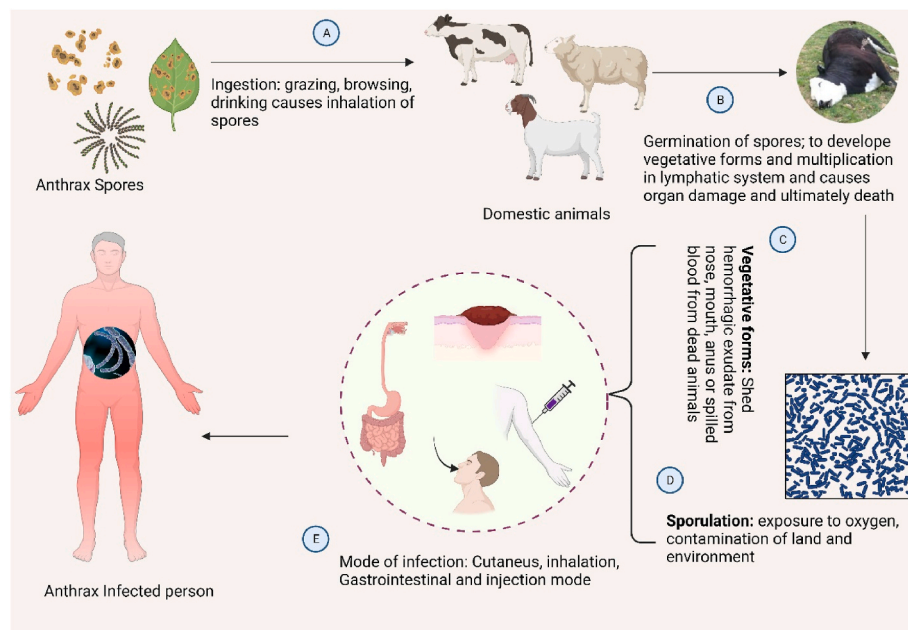 A
Ingestion: grazing, browsing,
drinking causes inhalation of
spores
Anthrax Spores
Domestic animals
B
Germination of spores; to develope
vegetative forms and multiplication
in lymphatic system and causes
organ damage and ultimately death
C
Vegetative forms: Shed
hemorrhagic exudate from
nose, mouth, anus or spilled
blood from dead animals
D
Sporulation: exposure to oxygen,
contamination of land and
environment
E
Mode of infection: Cutaneus, inhalation,
Gastrointestinal and injection mode
Anthrax Infected person